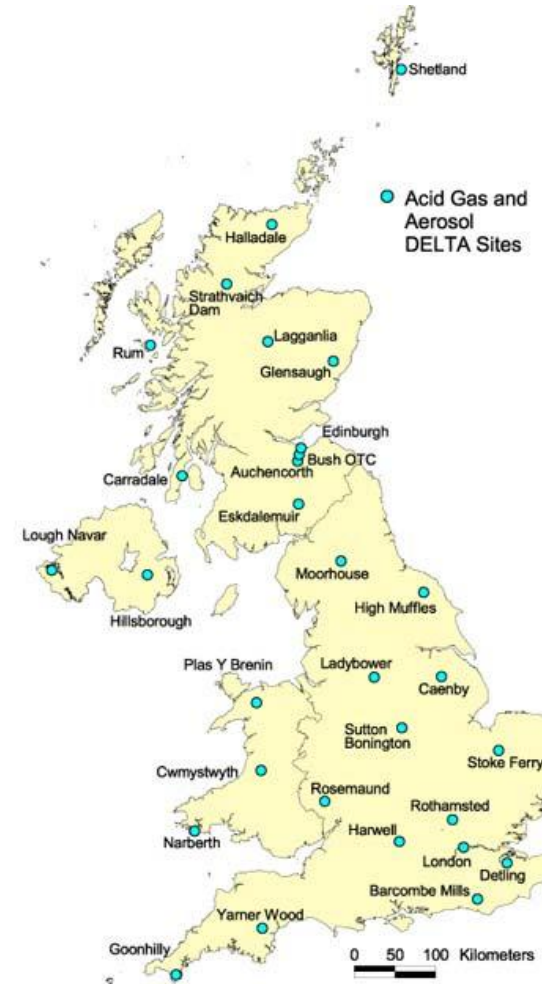 Shetland
Acid Gas and
Aerosol
DELTA Sites
Halladale
Strathvaich
Dam
Rum
Lagganlia
Glensaugh
Edinburgh
Bush OTC
Auchencorth
Carradale
Eskdalemuir
Lough Navar
Moorhouse
High Muffles
Hillsborough
Plas Y Brenin
Ladybower
Caenby
Sutton
Bonington
Stoke Ferry
Cwmystwyth
Rosemaund
Rothamsted
Narberth
Harwell
London
Detling
Barcombe Mills
Yarner Wood
Goonhilly
0 50 100 Kilometers